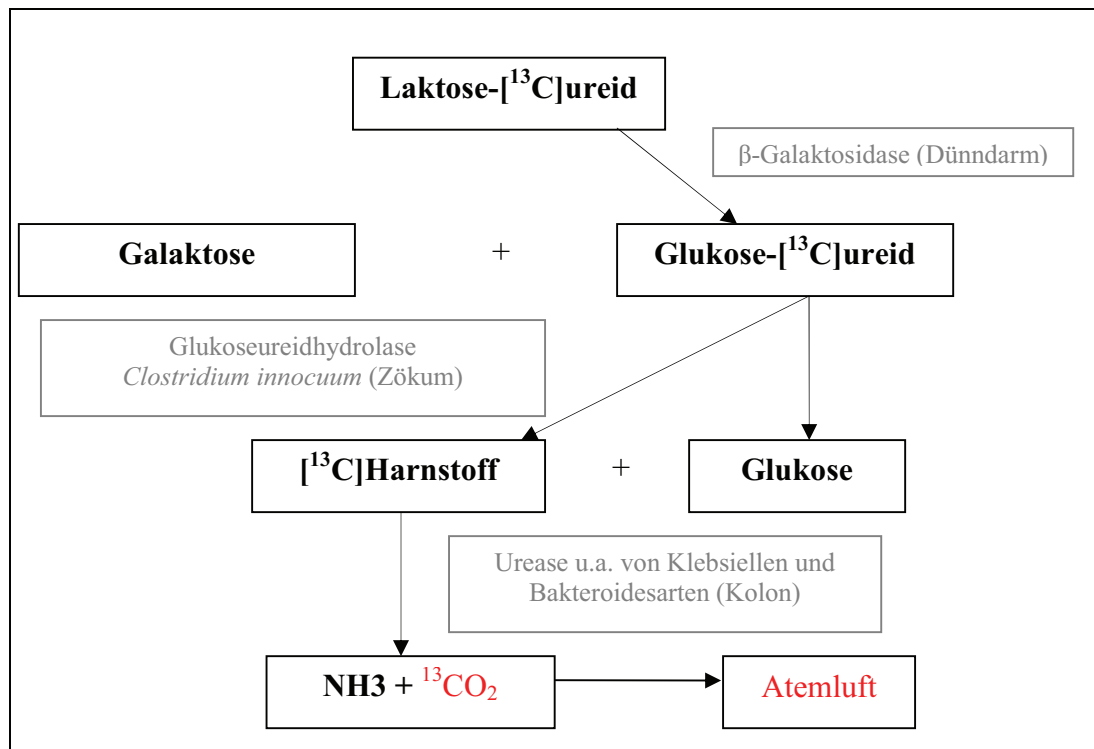 Laktose-[¹³C]ureid
β-Galaktosidase (Dünndarm)
Galaktose + Glukose-[¹³C]ureid
Glukoseureidhydrolase
Clostridium innocuum (Zökum)
[¹³C]Harnstoff + Glukose
Urease u.a. von Klebsiellen und
Bakteroidesarten (Kolon)
NH3 + ¹³CO₂ Atemluft